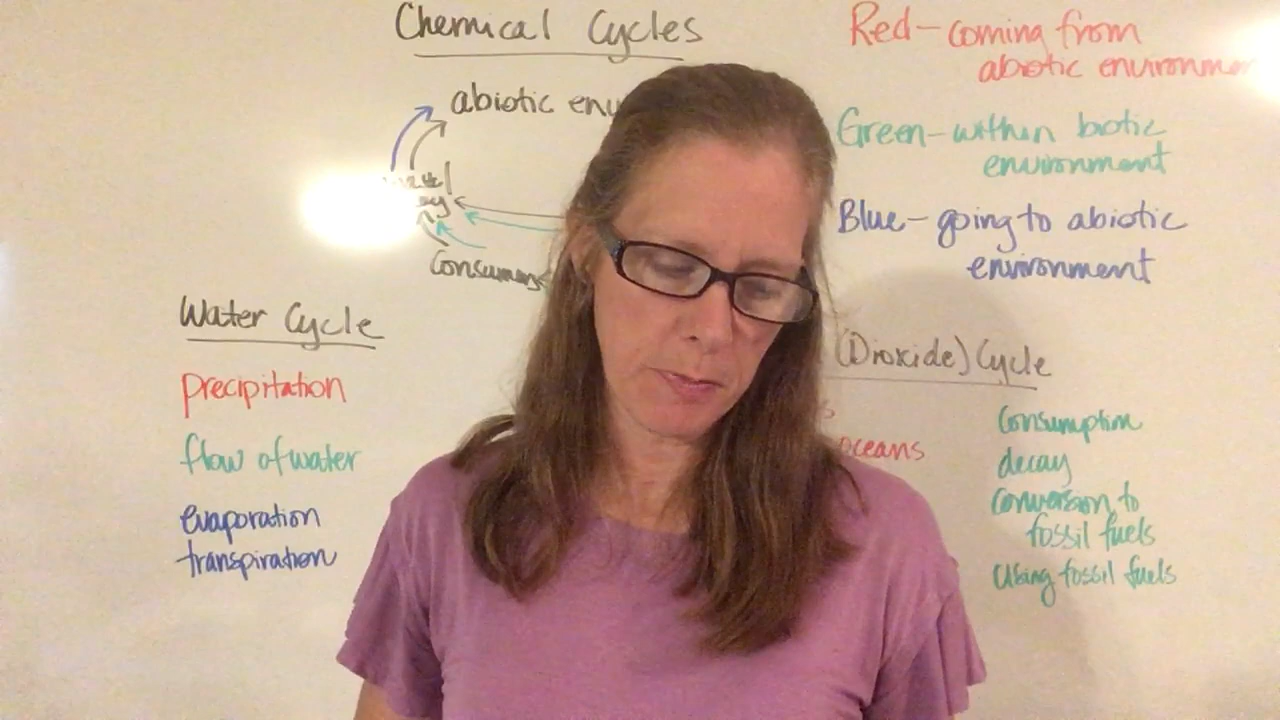 Chemical Cycles
abiotic env
Consumers
Water Cycle
Precipitation
flow of water
evaporation
transpiration
Red - coming from
abiotic environme
Green - within biotic
environment
Blue - going to abiotic
environment
(Dioxide) Cycle
s
oceans
Consumption
decay
Conversion to
fossil fuels
Using fossil fuels